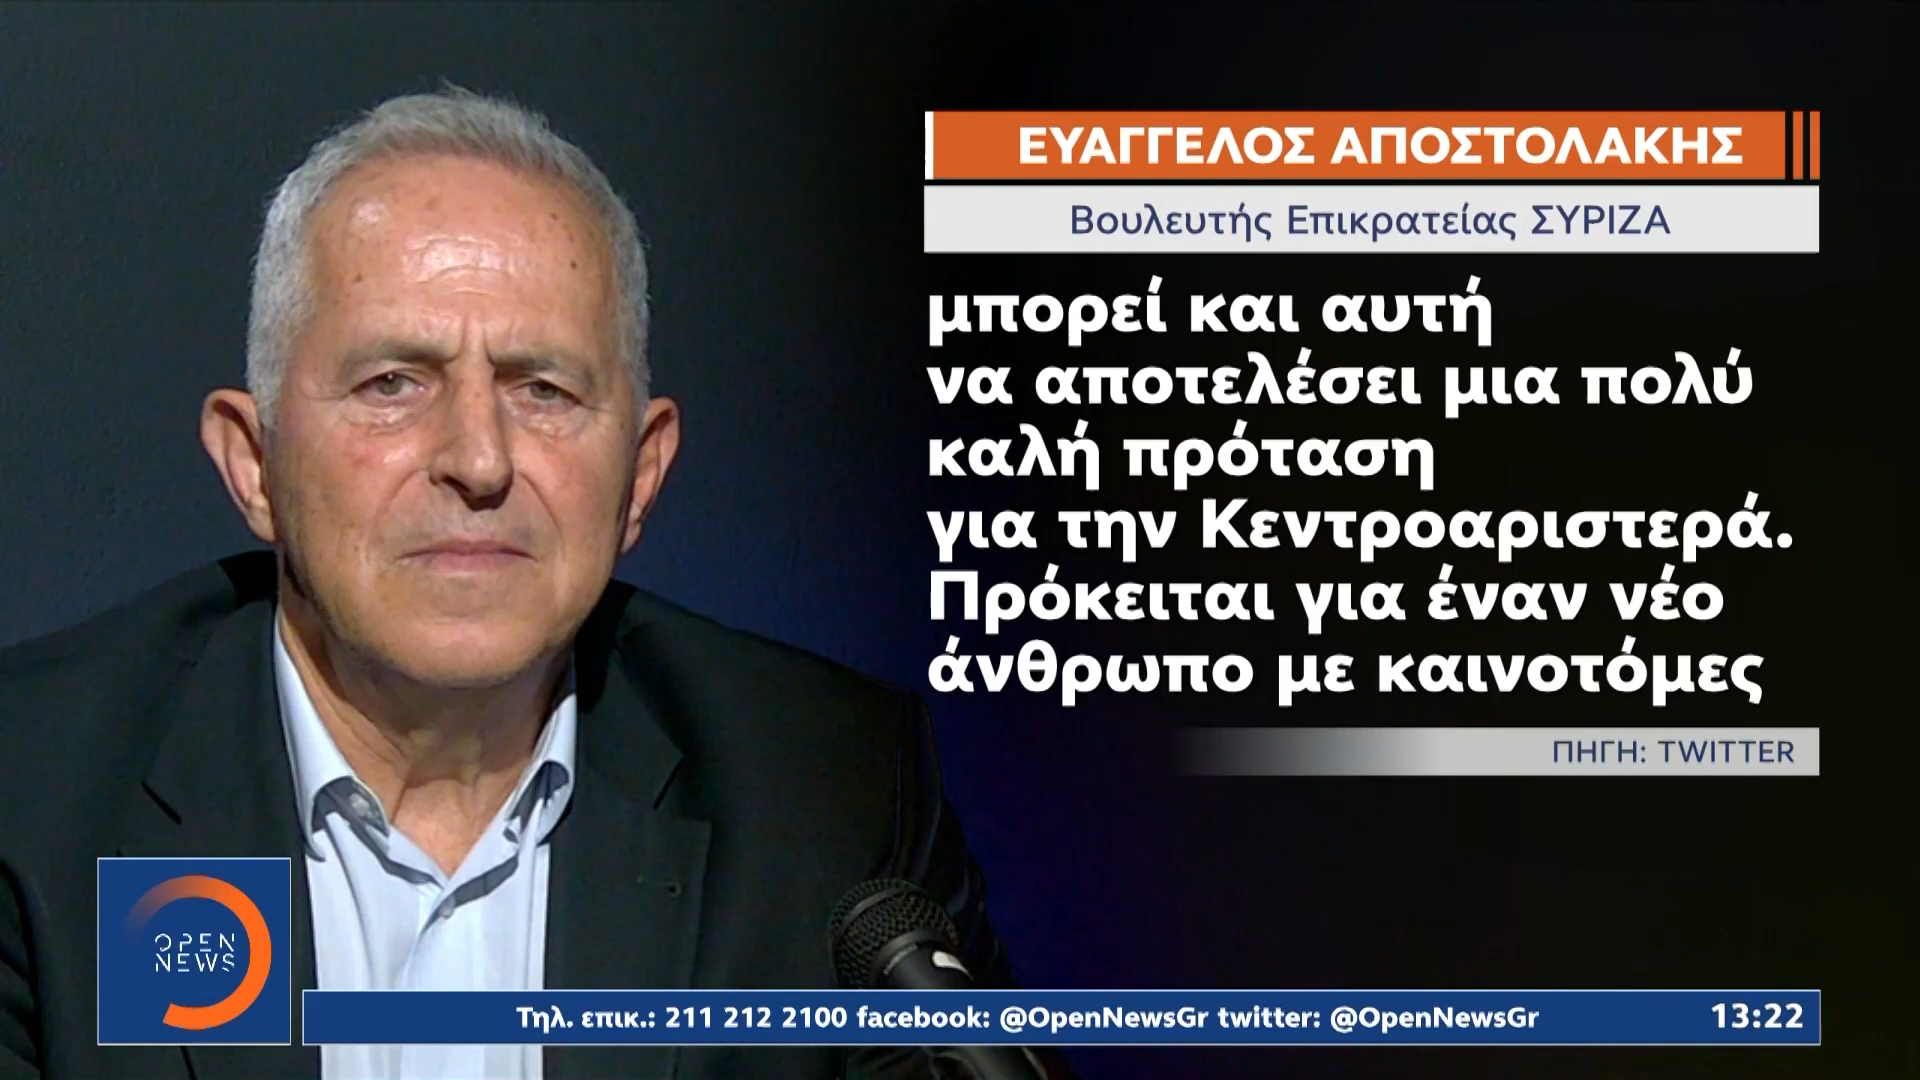 ΕΥΑΓΓΕΛΟΣ ΑΠΟΣΤΟΛΑΚΗΣ
Βουλευτής Επικρατείας ΣΥΡΙΖΑ
μπορεί και αυτή
να αποτελέσει μια πολύ
καλή πρόταση
για την Κεντροαριστερά.
Πρόκειται για έναν νέο
άνθρωπο με καινοτόμες
ΠΗΓΗ: TWITTER
OPEN
NEWS
Τηλ. επικ.: 211 212 2100 facebook: @OpenNewsGr twitter: @OpenNewsGr
13:22